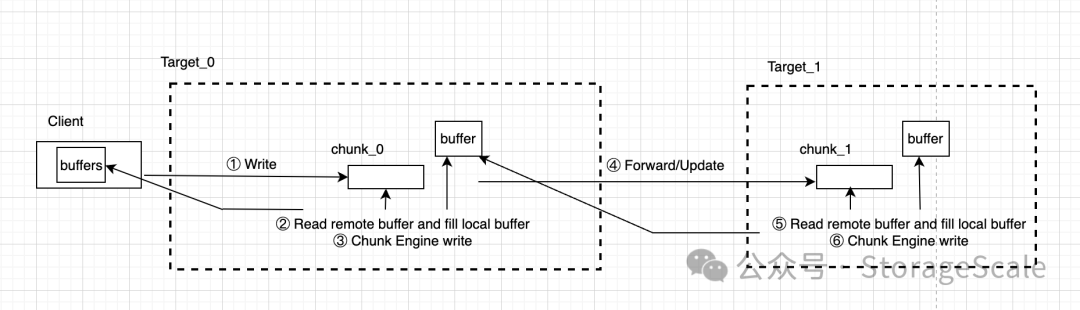 Target_0
Target_1
Client
buffers
① Write
chunk_0
buffer
④ Forward/Update
chunk_1
buffer
② Read remote buffer and fill local buffer
③ Chunk Engine write
⑤ Read remote buffer and fill local buffer
⑥ Chunk Engine write
公众号 · StorageScale